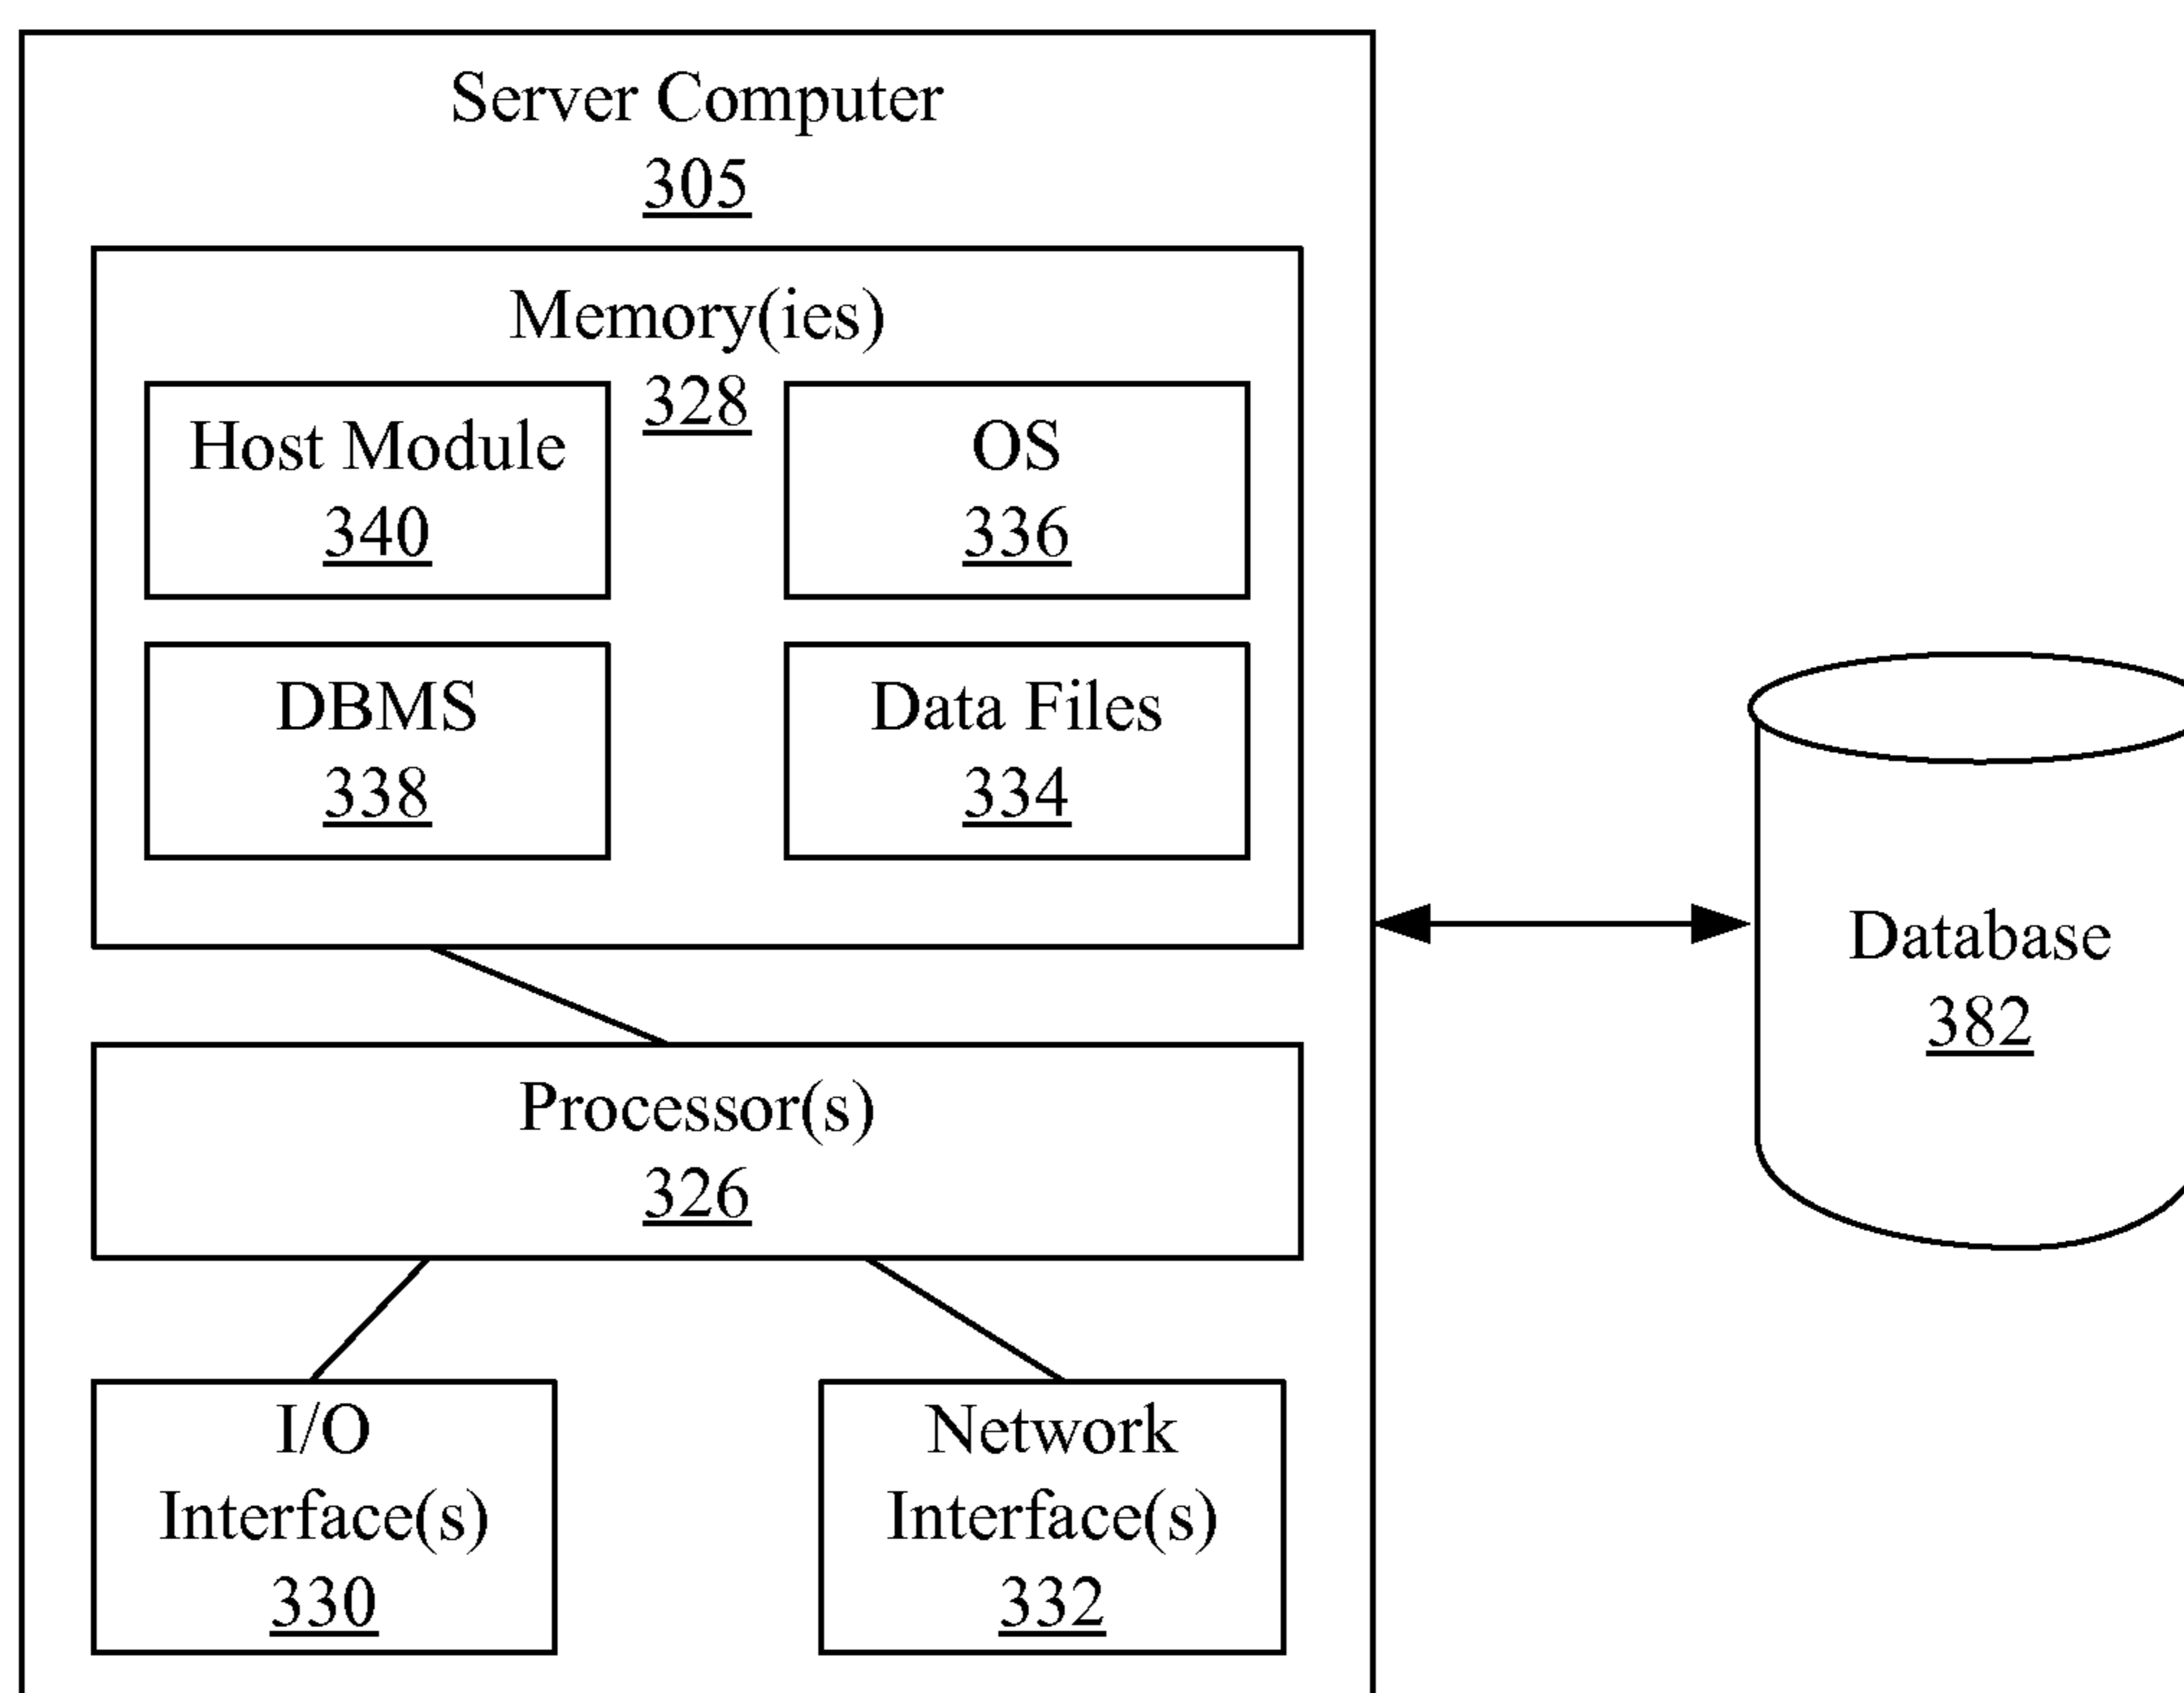 Server Computer
305
Memory(ies)
328
Host Module
340
OS
336
DBMS
338
Data Files
334
Processor(s)
326
I/O
Interface(s)
330
Network
Interface(s)
332
Database
382